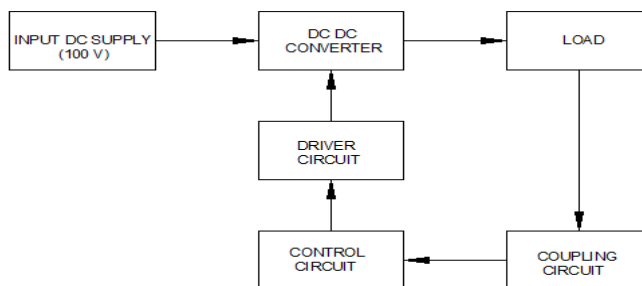 INPUT DC SUPPLY
(100 V)
DC DC
CONVERTER
LOAD
DRIVER
CIRCUIT
CONTROL
CIRCUIT
COUPLING
CIRCUIT